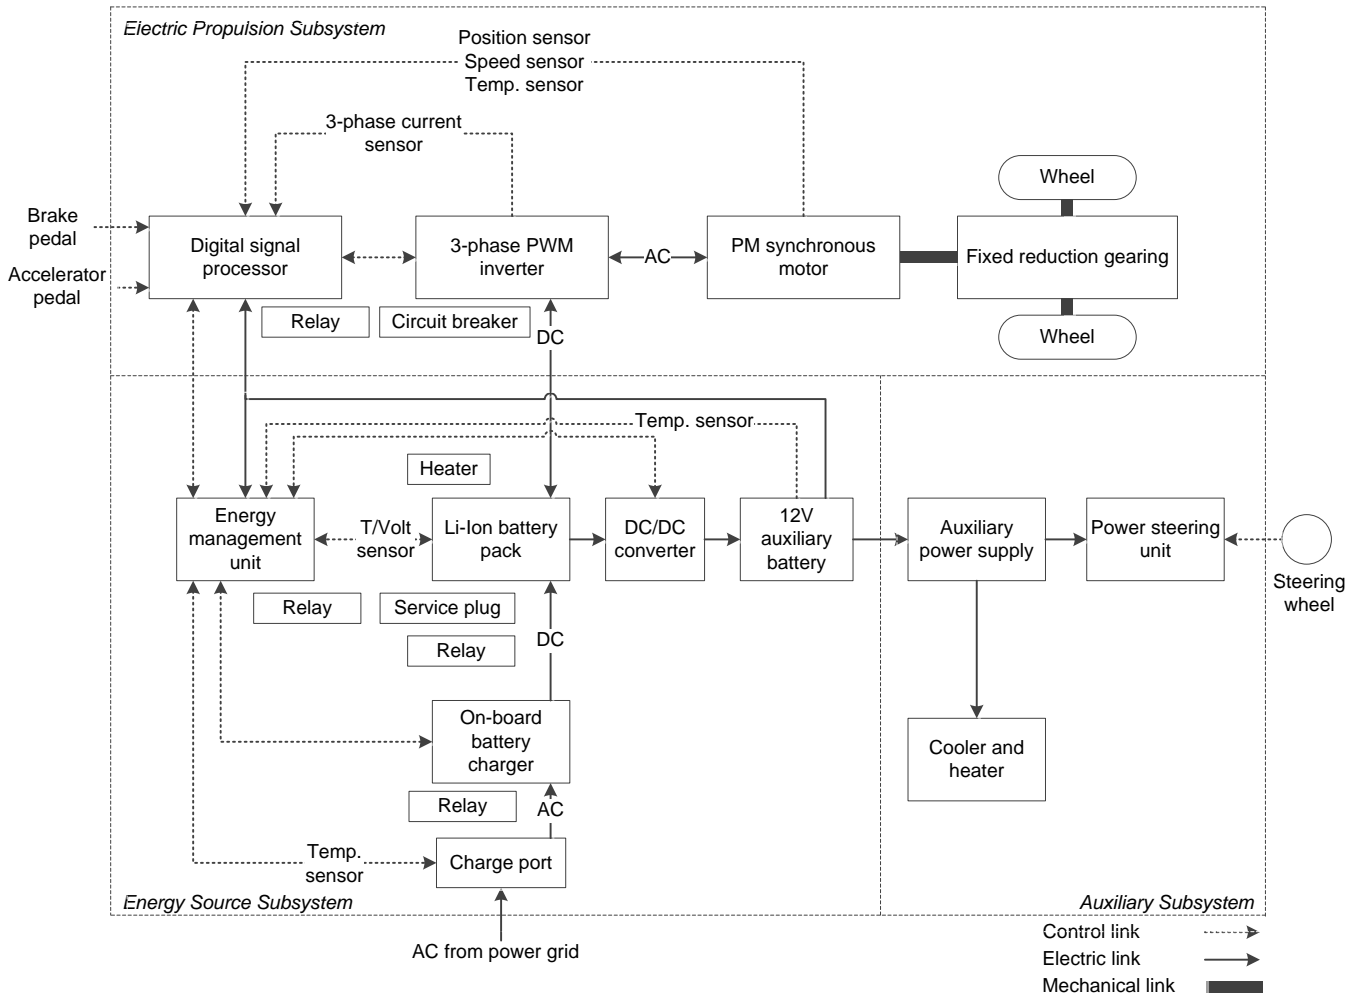 Electric Propulsion Subsystem
Position sensor
Speed sensor
Temp. sensor
3-phase current
sensor
Wheel
Brake
pedal
Accelerator
pedal
Digital signal
processor
3-phase PWM
inverter
AC
PM synchronous
motor
Fixed reduction gearing
Relay
Circuit breaker
DC
Wheel
Temp. sensor
Heater
Energy
management
unit
T/Volt
sensor
Li-Ion battery
pack
DC/DC
converter
12V
auxiliary
battery
Auxiliary
power supply
Power steering
unit
Steering
wheel
Relay
Service plug
Relay
DC
On-board
battery
charger
Cooler and
heater
Relay
AC
Temp.
sensor
Charge port
Energy Source Subsystem
Auxiliary Subsystem
AC from power grid
Control link
Electric link
Mechanical link